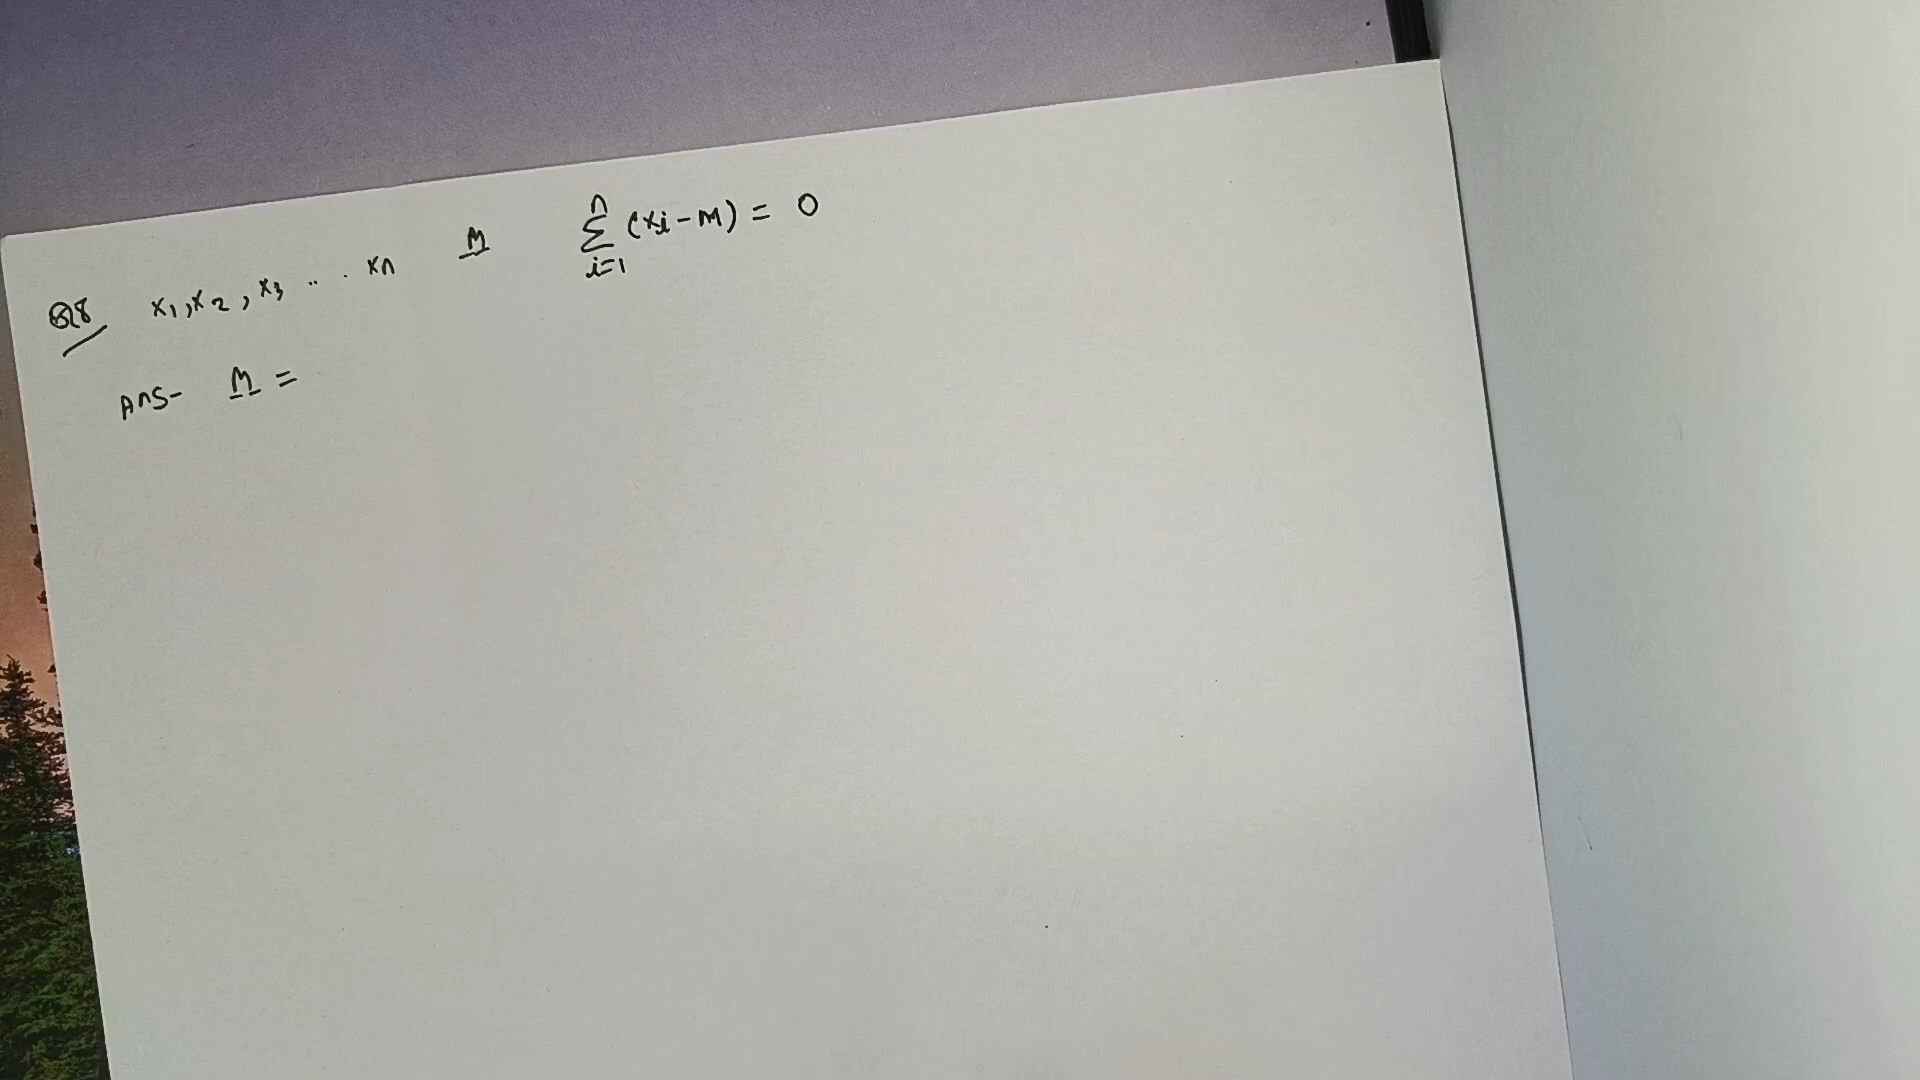 Q8 x1, x2, x3 .. . xn M n∑i=1 (xi - M) = 0
Ans- M =